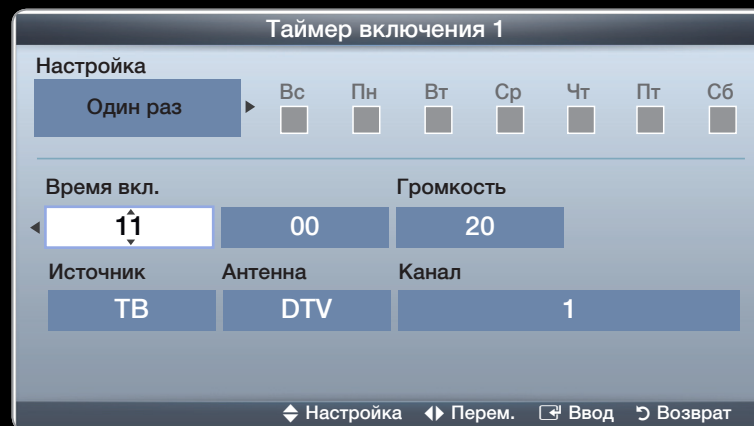 Таймер включения 1
Настройка
Один раз
Вс Пн Вт Ср Чт Пт Сб
Время вкл. Громкость
11 00 20
Источник Антенна Канал
ТВ DTV 1
Настройка Перем. Ввод Возврат